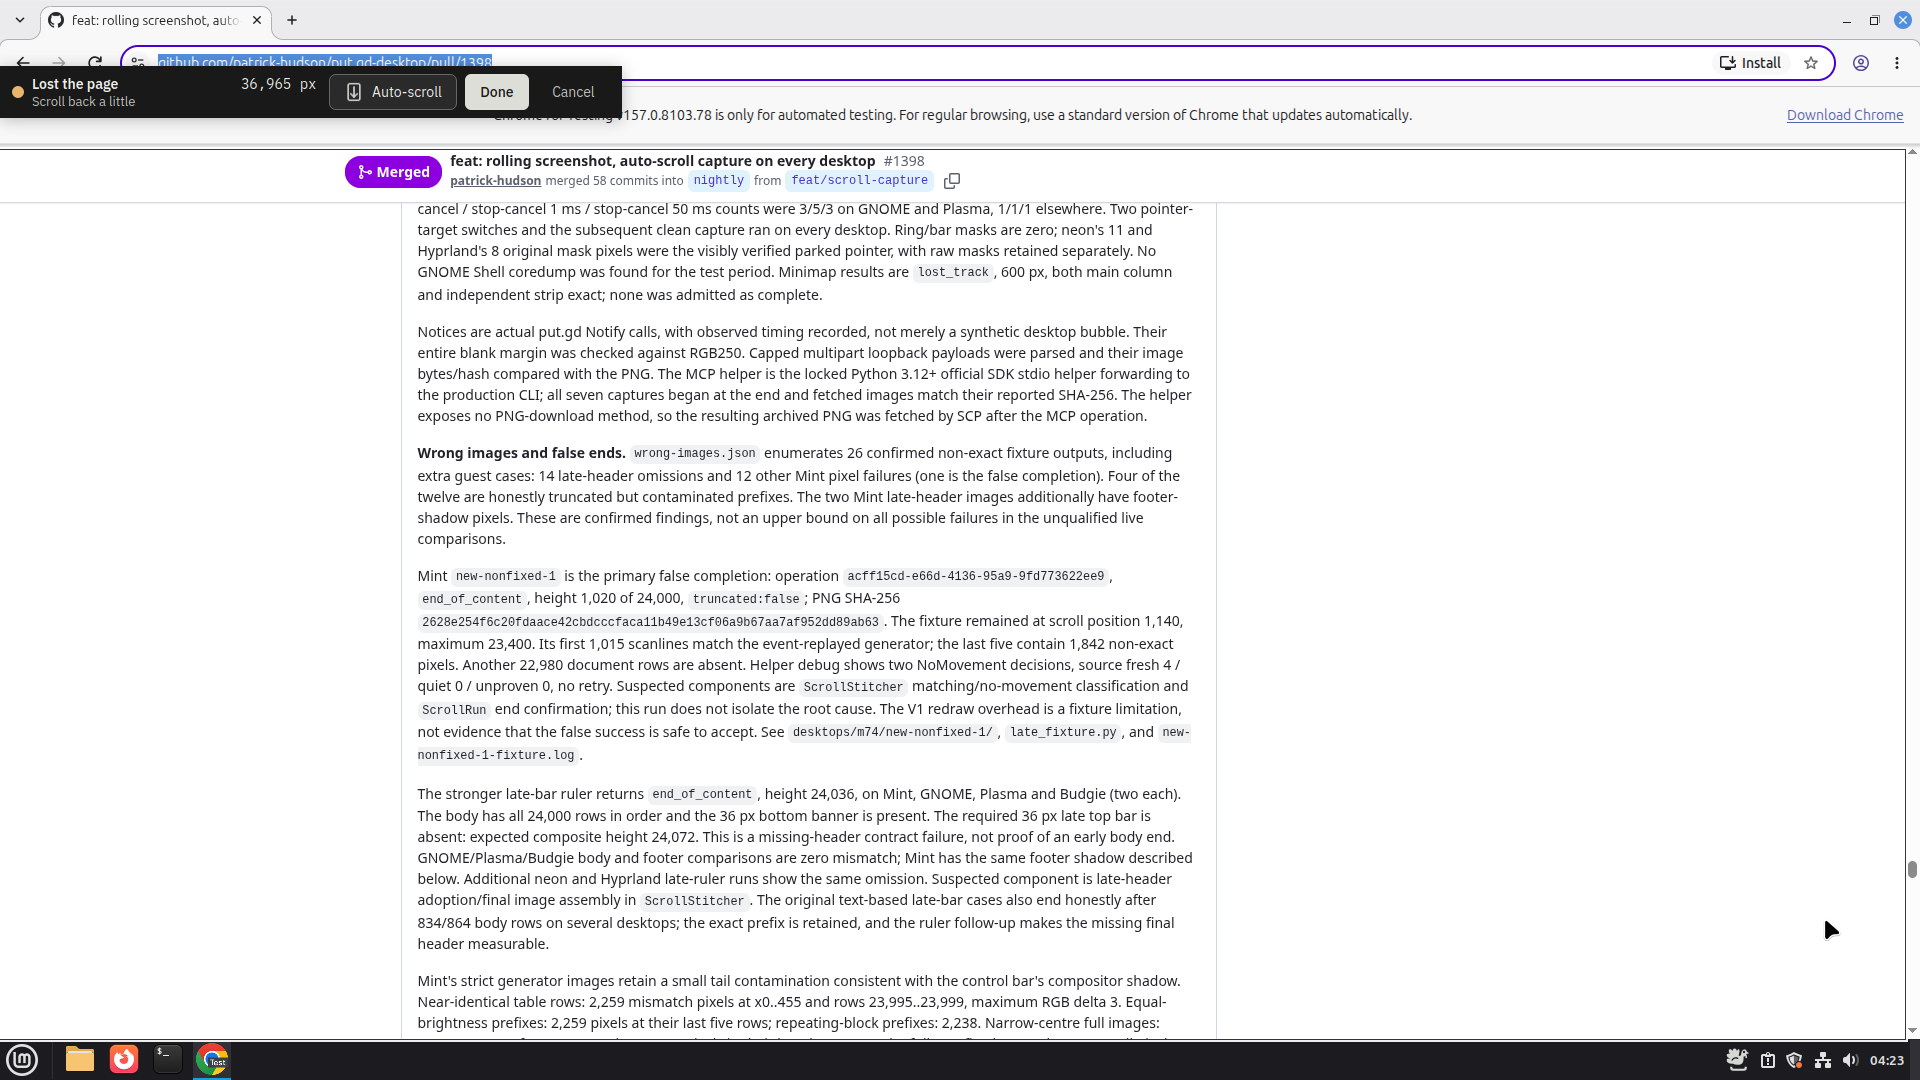 feat: rolling screenshot, auto
github.com/patrick-hudson/put.gd-desktop/pull/1398
Install
Lost the page
Scroll back a little
36,965 px
Auto-scroll
Done
Cancel
Chrome for Testing v157.0.8103.78 is only for automated testing. For regular browsing, use a standard version of Chrome that updates automatically.
Download Chrome
Merged
feat: rolling screenshot, auto-scroll capture on every desktop #1398
patrick-hudson merged 58 commits into nightly from feat/scroll-capture
cancel / stop-cancel 1 ms / stop-cancel 50 ms counts were 3/5/3 on GNOME and Plasma, 1/1/1 elsewhere. Two pointer-
target switches and the subsequent clean capture ran on every desktop. Ring/bar masks are zero; neon's 11 and
Hyprland's 8 original mask pixels were the visibly verified parked pointer, with raw masks retained separately. No
GNOME Shell coredump was found for the test period. Minimap results are lost_track, 600 px, both main column
and independent strip exact; none was admitted as complete.
Notices are actual put.gd Notify calls, with observed timing recorded, not merely a synthetic desktop bubble. Their
entire blank margin was checked against RGB250. Capped multipart loopback payloads were parsed and their image
bytes/hash compared with the PNG. The MCP helper is the locked Python 3.12+ official SDK stdio helper forwarding to
the production CLI; all seven captures began at the end and fetched images match their reported SHA-256. The helper
exposes no PNG-download method, so the resulting archived PNG was fetched by SCP after the MCP operation.
Wrong images and false ends. wrong-images.json enumerates 26 confirmed non-exact fixture outputs, including
extra guest cases: 14 late-header omissions and 12 other Mint pixel failures (one is the false completion). Four of the
twelve are honestly truncated but contaminated prefixes. The two Mint late-header images additionally have footer-
shadow pixels. These are confirmed findings, not an upper bound on all possible failures in the unqualified live
comparisons.
Mint new-nonfixed-1 is the primary false completion: operation acff15cd-e66d-4136-95a9-9fd773622ee9,
end_of_content, height 1,020 of 24,000, truncated:false; PNG SHA-256
2628e254f6c20fdaace42cbdcccfaca11b49e13cf06a9b67aa7af952dd89ab63. The fixture remained at scroll position 1,140,
maximum 23,400. Its first 1,015 scanlines match the event-replayed generator; the last five contain 1,842 non-exact
pixels. Another 22,980 document rows are absent. Helper debug shows two NoMovement decisions, source fresh 4 /
quiet 0 / unproven 0, no retry. Suspected components are ScrollStitcher matching/no-movement classification and
ScrollRun end confirmation; this run does not isolate the root cause. The V1 redraw overhead is a fixture limitation,
not evidence that the false success is safe to accept. See desktops/m74/new-nonfixed-1/, late_fixture.py, and new-
nonfixed-1-fixture.log.
The stronger late-bar ruler returns end_of_content, height 24,036, on Mint, GNOME, Plasma and Budgie (two each).
The body has all 24,000 rows in order and the 36 px bottom banner is present. The required 36 px late top bar is
absent: expected composite height 24,072. This is a missing-header contract failure, not proof of an early body end.
GNOME/Plasma/Budgie body and footer comparisons are zero mismatch; Mint has the same footer shadow described
below. Additional neon and Hyprland late-ruler runs show the same omission. Suspected component is late-header
adoption/final image assembly in ScrollStitcher. The original text-based late-bar cases also end honestly after
834/864 body rows on several desktops; the exact prefix is retained, and the ruler follow-up makes the missing final
header measurable.
Mint's strict generator images retain a small tail contamination consistent with the control bar's compositor shadow.
Near-identical table rows: 2,259 mismatch pixels at x0..455 and rows 23,995..23,999, maximum RGB delta 3. Equal-
brightness prefixes: 2,259 pixels at their last five rows; repeating-block prefixes: 2,238. Narrow-centre full images:
Test
04:23